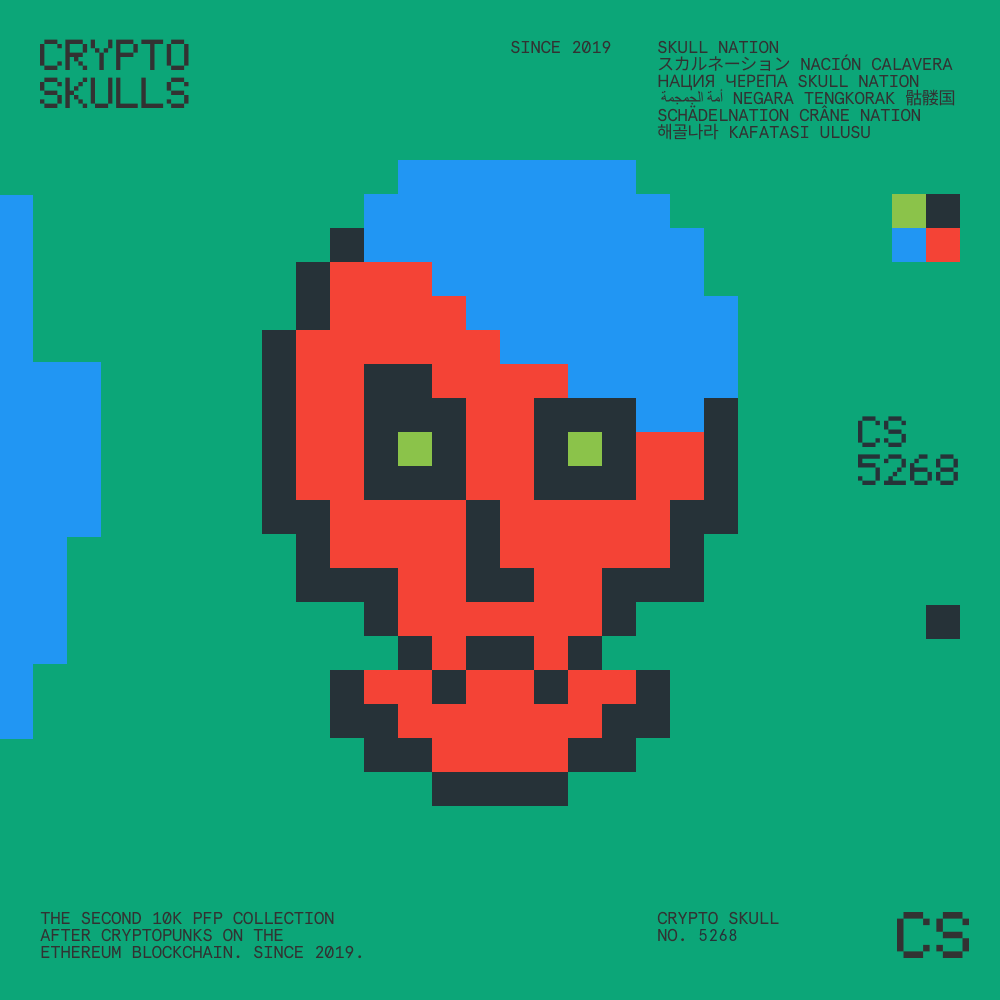 CRYPTO
SKULLS
SINCE 2019
SKULL NATION
スカルネーション NACIÓN CALAVERA
НАЦИЯ ЧЕРЕПА SKULL NATION
أمة الجمجمة NEGARA TENGKORAK 骷髅国
SCHÄDELNATION CRÂNE NATION
해골나라 KAFATASI ULUSU
CS
5268
THE SECOND 10K PFP COLLECTION
AFTER CRYPTOPUNKS ON THE
ETHEREUM BLOCKCHAIN. SINCE 2019.
CRYPTO SKULL
NO. 5268
CS